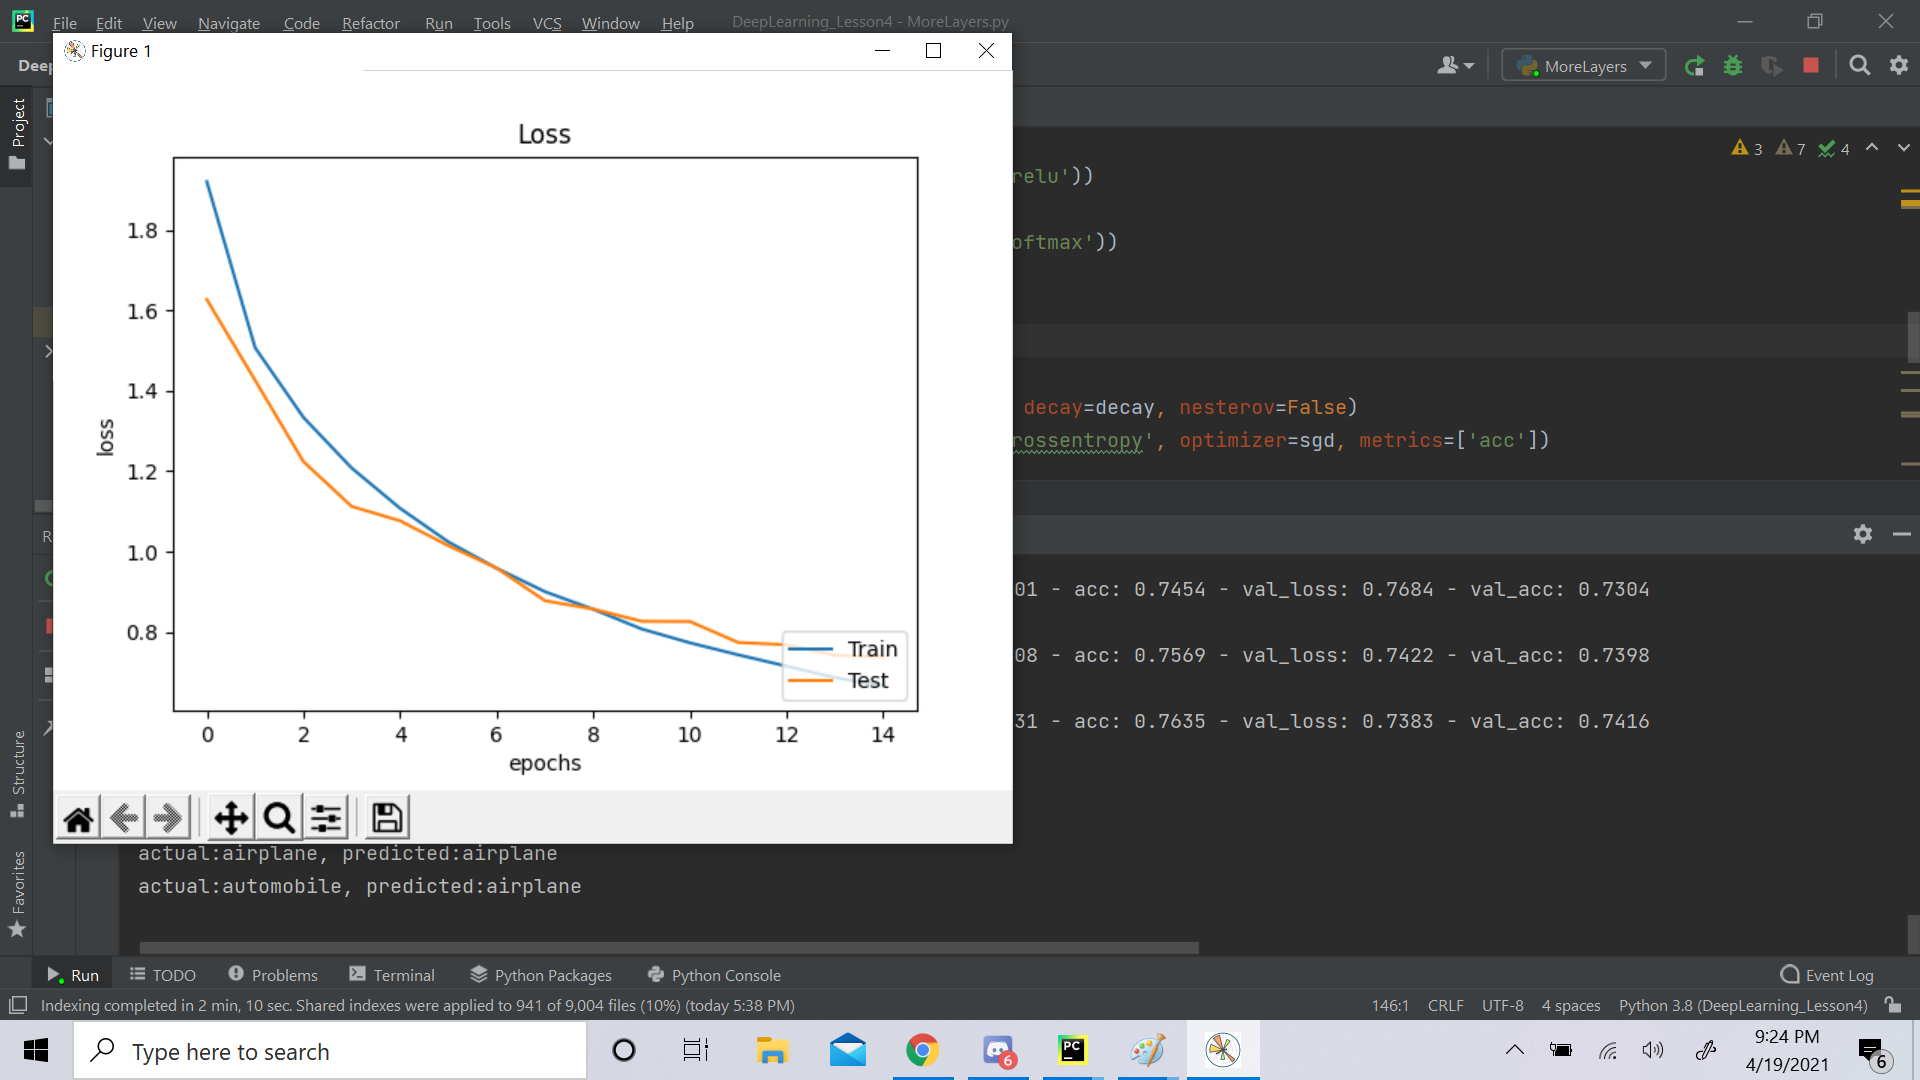 File Edit View Navigate Code Refactor Run Tools VCS Window Help DeepLearning_Lesson4 - MoreLayers.py
Figure 1
Deep
MoreLayers
Project
3 7 4
relu'))
oftmax'))
decay=decay, nesterov=False)
rossentropy', optimizer=sgd, metrics=['acc'])
Loss
1.8
1.6
1.4
1.2
1.0
0.8
loss
Train
Test
0 2 4 6 8 10 12 14
epochs
R
01 - acc: 0.7454 - val_loss: 0.7684 - val_acc: 0.7304
08 - acc: 0.7569 - val_loss: 0.7422 - val_acc: 0.7398
31 - acc: 0.7635 - val_loss: 0.7383 - val_acc: 0.7416
Structure
Favorites
actual:airplane, predicted:airplane
actual:automobile, predicted:airplane
Run TODO Problems Terminal Python Packages Python Console Event Log
Indexing completed in 2 min, 10 sec. Shared indexes were applied to 941 of 9,004 files (10%) (today 5:38 PM) 146:1 CRLF UTF-8 4 spaces Python 3.8 (DeepLearning_Lesson4)
Type here to search
PC
6
9:24 PM
4/19/2021
6